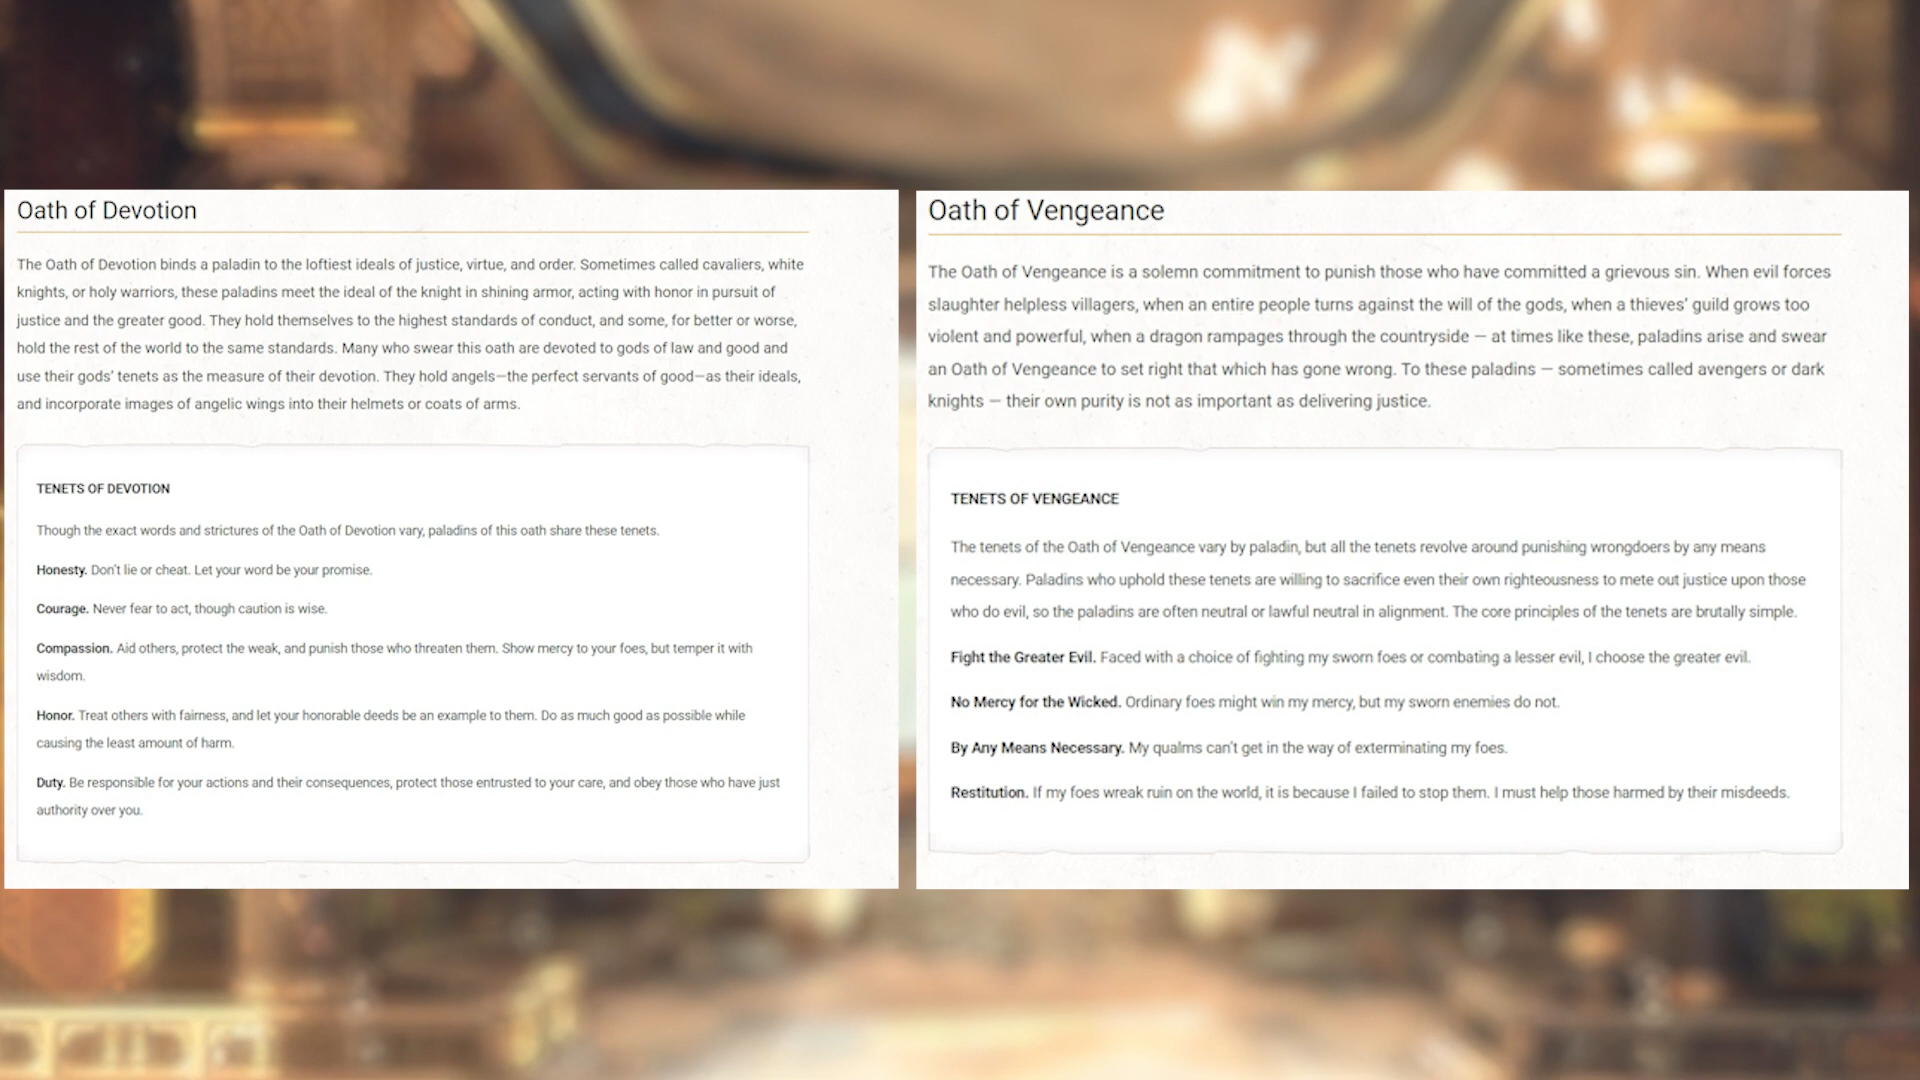 Oath of Devotion
The Oath of Devotion binds a paladin to the loftiest ideals of justice, virtue, and order. Sometimes called cavaliers, white
knights, or holy warriors, these paladins meet the ideal of the knight in shining armor, acting with honor in pursuit of
justice and the greater good. They hold themselves to the highest standards of conduct, and some, for better or worse,
hold the rest of the world to the same standards. Many who swear this oath are devoted to gods of law and good and
use their gods’ tenets as the measure of their devotion. They hold angels—the perfect servants of good—as their ideals,
and incorporate images of angelic wings into their helmets or coats of arms.
TENETS OF DEVOTION
Though the exact words and strictures of the Oath of Devotion vary, paladins of this oath share these tenets.
Honesty. Don’t lie or cheat. Let your word be your promise.
Courage. Never fear to act, though caution is wise.
Compassion. Aid others, protect the weak, and punish those who threaten them. Show mercy to your foes, but temper it with
wisdom.
Honor. Treat others with fairness, and let your honorable deeds be an example to them. Do as much good as possible while
causing the least amount of harm.
Duty. Be responsible for your actions and their consequences, protect those entrusted to your care, and obey those who have just
authority over you.
Oath of Vengeance
The Oath of Vengeance is a solemn commitment to punish those who have committed a grievous sin. When evil forces
slaughter helpless villagers, when an entire people turns against the will of the gods, when a thieves’ guild grows too
violent and powerful, when a dragon rampages through the countryside — at times like these, paladins arise and swear
an Oath of Vengeance to set right that which has gone wrong. To these paladins — sometimes called avengers or dark
knights — their own purity is not as important as delivering justice.
TENETS OF VENGEANCE
The tenets of the Oath of Vengeance vary by paladin, but all the tenets revolve around punishing wrongdoers by any means
necessary. Paladins who uphold these tenets are willing to sacrifice even their own righteousness to mete out justice upon those
who do evil, so the paladins are often neutral or lawful neutral in alignment. The core principles of the tenets are brutally simple.
Fight the Greater Evil. Faced with a choice of fighting my sworn foes or combating a lesser evil, I choose the greater evil.
No Mercy for the Wicked. Ordinary foes might win my mercy, but my sworn enemies do not.
By Any Means Necessary. My qualms can’t get in the way of exterminating my foes.
Restitution. If my foes wreak ruin on the world, it is because I failed to stop them. I must help those harmed by their misdeeds.